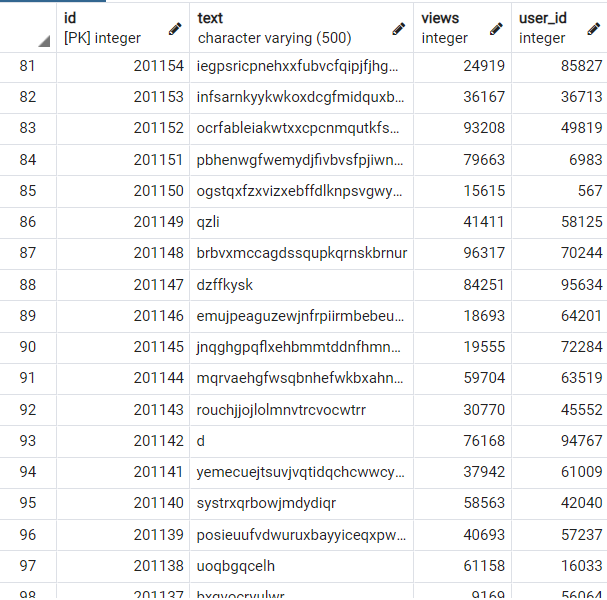 id text views user_id
[PK] integer character varying (500) integer integer
81 201154 iegpsricpnehxxfubvcfqipjfjhg... 24919 85827
82 201153 infsarnkyykwkoxdcgfmidquxb... 36167 36713
83 201152 ocrfableiakwtxxcpcnmqutkfs... 93208 49819
84 201151 pbhenwgfwemydjfivbvsfpjiwn... 79663 6983
85 201150 ogstqxfzxvizxebffdlknpsvgwy... 15615 567
86 201149 qzli 41411 58125
87 201148 brbvxmccagdssqupkqrnskbrnur 96317 70244
88 201147 dzffkysk 84251 95634
89 201146 emujpeaguzewjnfrpiirmbebeu... 18693 64201
90 201145 jnqghgpqflxehbmmtddnfhmn... 19555 72284
91 201144 mqrvaehgfwsqbnhefwkbxahn... 59704 63519
92 201143 rouchjjojlolmnvtrcvocwtrr 30770 45552
93 201142 d 76168 94767
94 201141 yemecuejtsuvjvqtidqchcwwcy... 37942 61009
95 201140 systrxqrbowjmdydiqr 58563 42040
96 201139 posieuufvdwuruxbayyiceqxpw... 40693 57237
97 201138 uoqbgqcelh 61158 16033
98 201137 bxqvocrvulwr 9169 56064